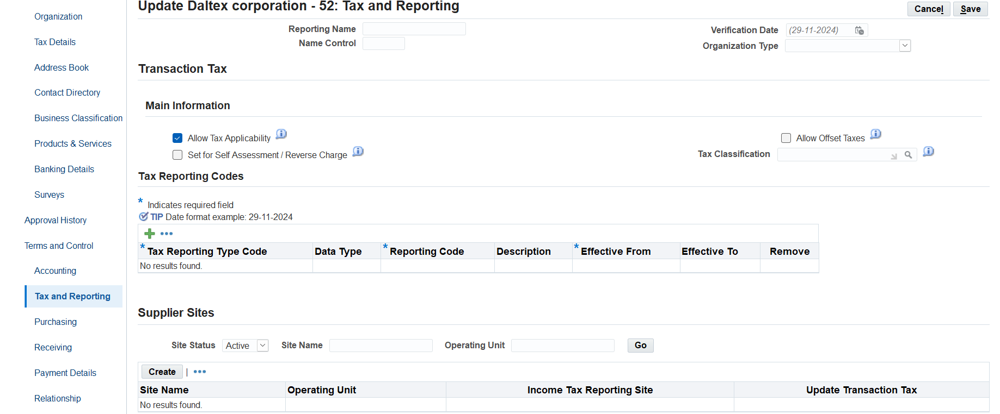 Update Daltex corporation - 52: Tax and Reporting
Cancel Save
Organization
Tax Details
Address Book
Contact Directory
Business Classification
Products & Services
Banking Details
Surveys
Approval History
Terms and Control
Accounting
Tax and Reporting
Purchasing
Receiving
Payment Details
Relationship
Reporting Name
Name Control
Verification Date (29-11-2024)
Organization Type
Transaction Tax
Main Information
Allow Tax Applicability
Set for Self Assessment / Reverse Charge
Allow Offset Taxes
Tax Classification
Tax Reporting Codes
* Indicates required field
TIP Date format example: 29-11-2024
* Tax Reporting Type Code Data Type * Reporting Code Description * Effective From Effective To Remove
No results found.
Supplier Sites
Site Status Active Site Name Operating Unit Go
Create |
Site Name Operating Unit Income Tax Reporting Site Update Transaction Tax
No results found.